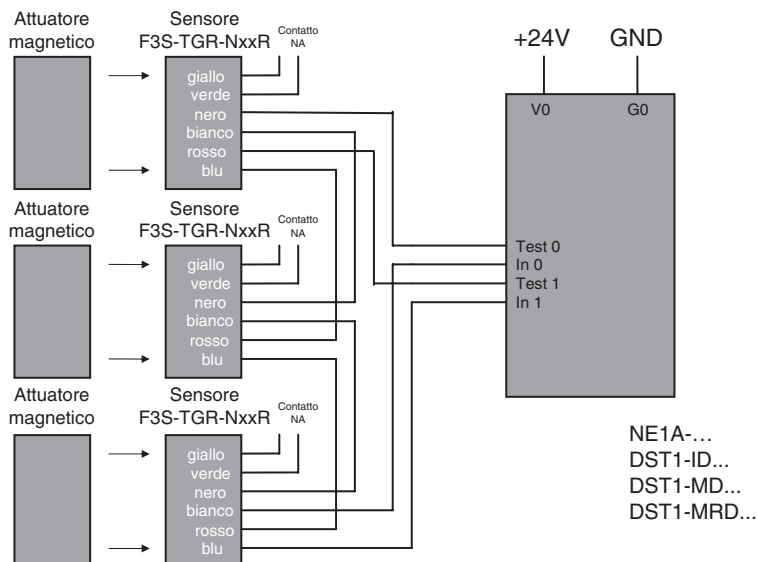 Attuatore
magnetico
Sensore
F3S-TGR-NxxR
Contatto
NA
giallo
verde
nero
bianco
rosso
blu
Attuatore
magnetico
Sensore
F3S-TGR-NxxR
Contatto
NA
giallo
verde
nero
bianco
rosso
blu
Attuatore
magnetico
Sensore
F3S-TGR-NxxR
Contatto
NA
giallo
verde
nero
bianco
rosso
blu
+24V GND
V0 G0
Test 0
In 0
Test 1
In 1
NE1A-...
DST1-ID...
DST1-MD...
DST1-MRD...